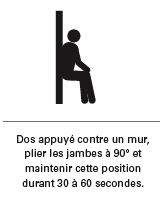 Dos appuyé contre un mur,
plier les jambes à 90° et
maintenir cette position
durant 30 à 60 secondes.